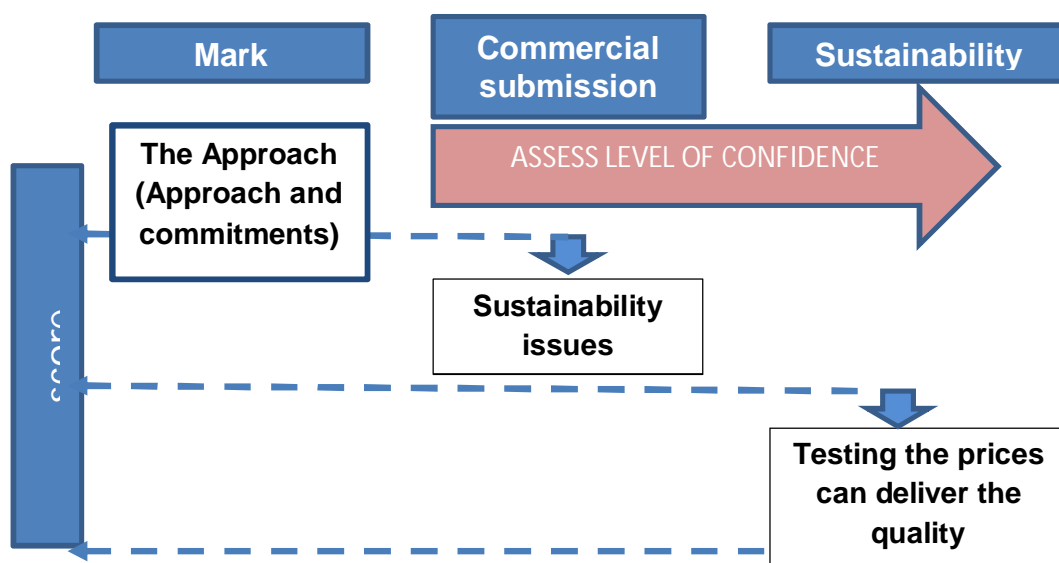 Mark
Commercial
submission
Sustainability
The Approach
(Approach and
commitments)
ASSESS LEVEL OF CONFIDENCE
Sustainability
issues
score
Testing the prices
can deliver the
quality